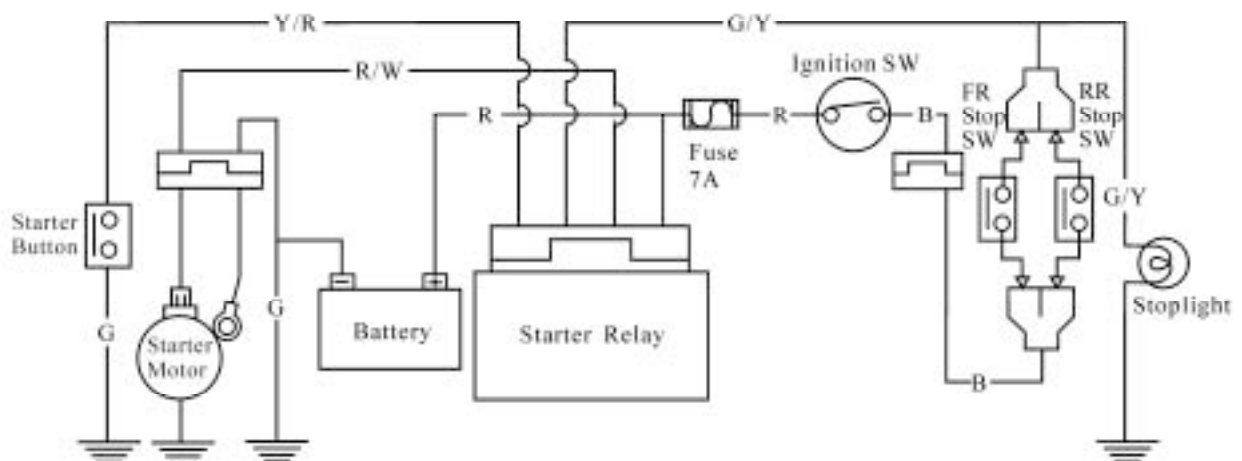 Y/R
G/Y
R/W
Ignition SW
FR
Stop
SW
RR
Stop
SW
R
R
B
Fuse
7A
G/Y
Starter
Button
G
G
Starter
Motor
−
+
Battery
Starter Relay
Stoplight
B